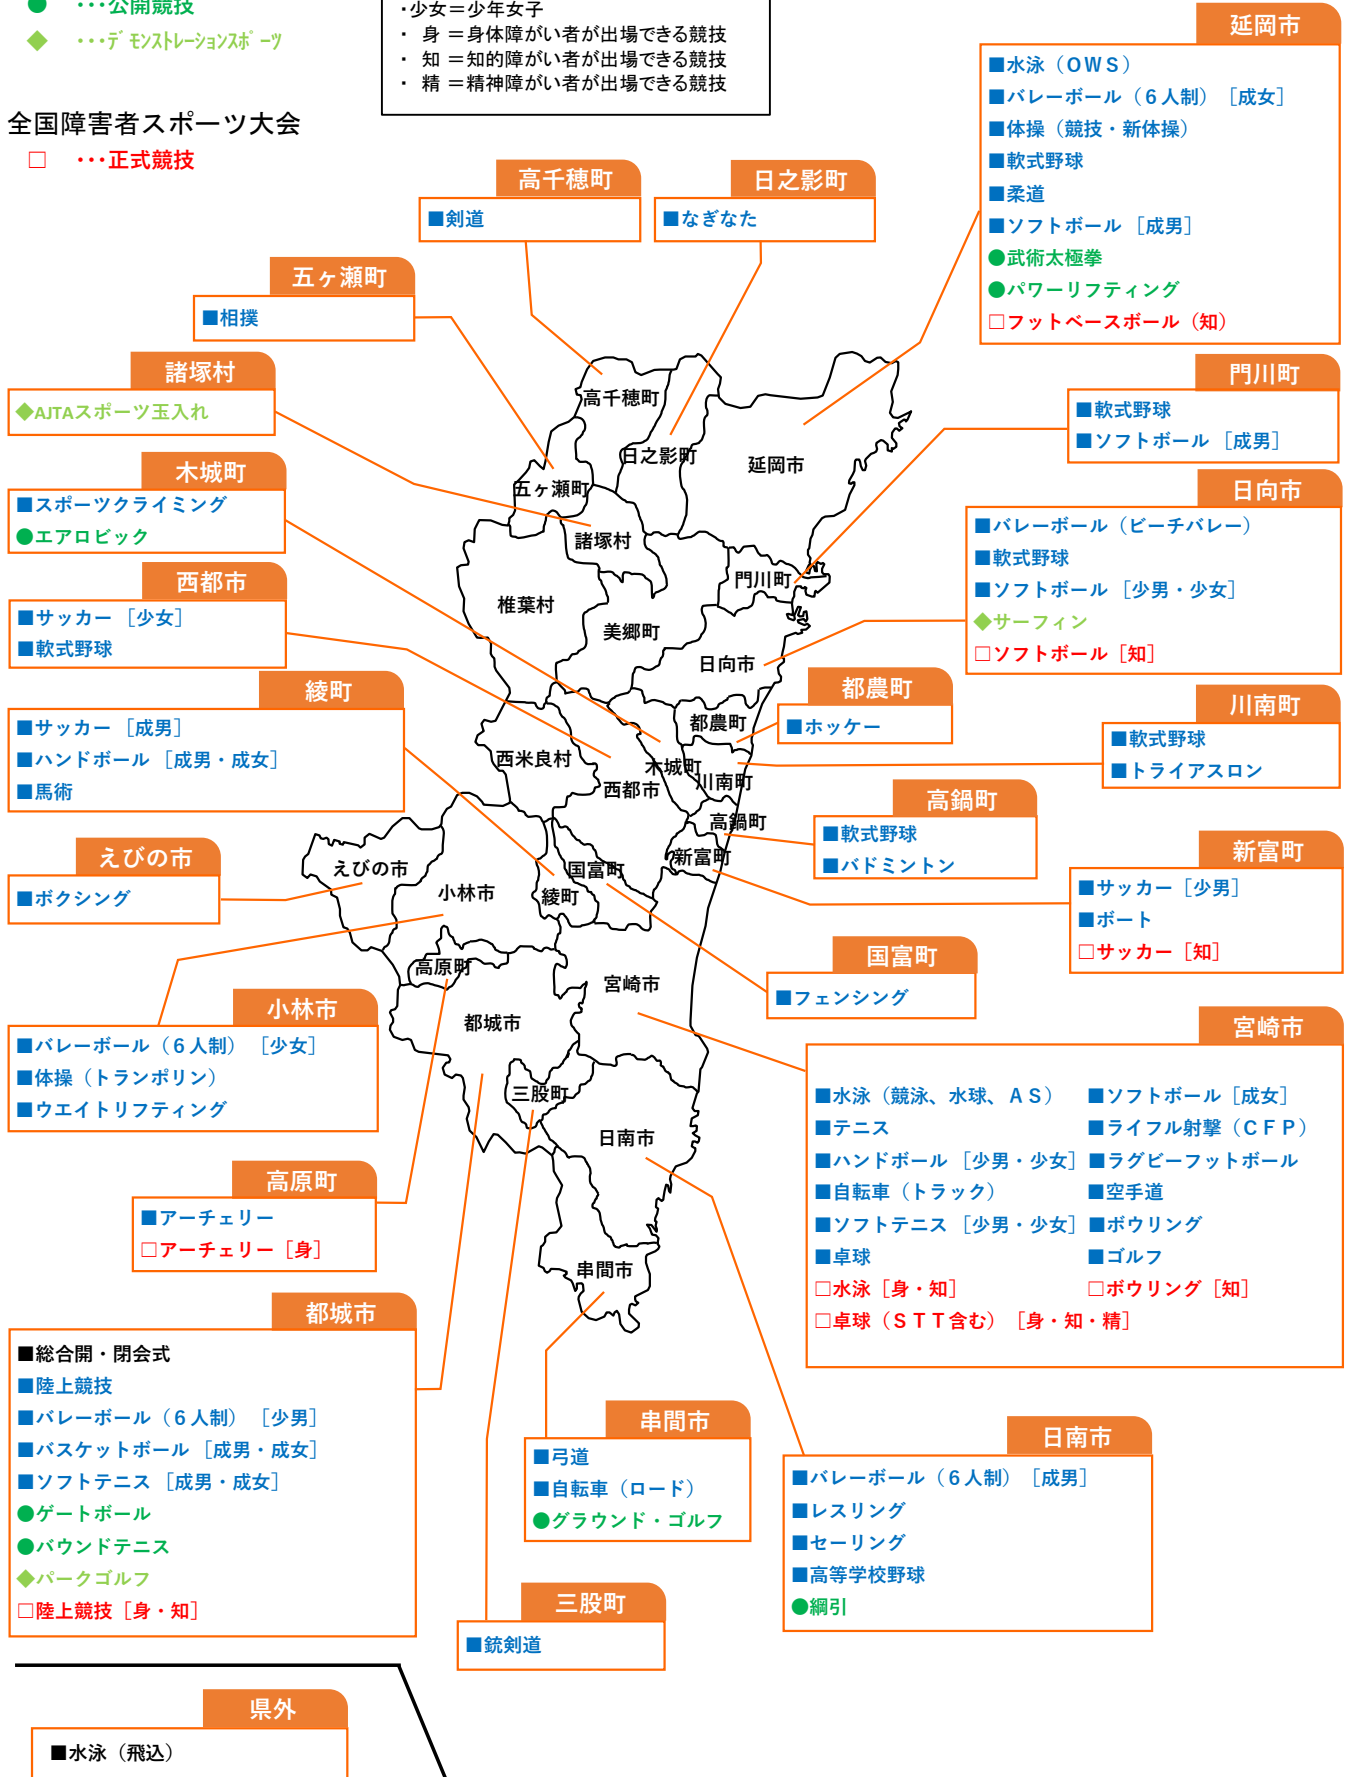 ● ･･･公開競技
◆ ･･･ﾃﾞﾓﾝｽﾄﾚｰｼｮﾝｽﾎﾟｰﾂ
全国障害者スポーツ大会
□ ･･･正式競技
・少女＝少年女子
・ 身 ＝身体障がい者が出場できる競技
・ 知 ＝知的障がい者が出場できる競技
・ 精 ＝精神障がい者が出場できる競技
延岡市
■水泳（ＯＷＳ）
■バレーボール（６人制）［成女］
■体操（競技・新体操）
■軟式野球
■柔道
■ソフトボール［成男］
●武術太極拳
●パワーリフティング
□フットベースボール（知）
高千穂町
■剣道
日之影町
■なぎなた
五ヶ瀬町
■相撲
諸塚村
◆AJTAスポーツ玉入れ
門川町
■軟式野球
■ソフトボール［成男］
木城町
■スポーツクライミング
●エアロビック
日向市
■バレーボール（ビーチバレー）
■軟式野球
■ソフトボール［少男・少女］
◆サーフィン
□ソフトボール［知］
西都市
■サッカー［少女］
■軟式野球
綾町
■サッカー［成男］
■ハンドボール［成男・成女］
■馬術
都農町
■ホッケー
川南町
■軟式野球
■トライアスロン
高鍋町
■軟式野球
■バドミントン
えびの市
■ボクシング
新富町
■サッカー［少男］
■ボート
□サッカー［知］
国富町
■フェンシング
小林市
■バレーボール（６人制）［少女］
■体操（トランポリン）
■ウエイトリフティング
宮崎市
■水泳（競泳、水球、ＡＳ）
■テニス
■ハンドボール［少男・少女］
■自転車（トラック）
■ソフトテニス［少男・少女］
■卓球
□水泳［身・知］
□卓球（ＳＴＴ含む）［身・知・精］
■ソフトボール［成女］
■ライフル射撃（ＣＦＰ）
■ラグビーフットボール
■空手道
■ボウリング
■ゴルフ
□ボウリング［知］
高原町
■アーチェリー
□アーチェリー［身］
都城市
■総合開・閉会式
■陸上競技
■バレーボール（６人制）［少男］
■バスケットボール［成男・成女］
■ソフトテニス［成男・成女］
●ゲートボール
●バウンドテニス
◆パークゴルフ
□陸上競技［身・知］
串間市
■弓道
■自転車（ロード）
●グラウンド・ゴルフ
日南市
■バレーボール（６人制）［成男］
■レスリング
■セーリング
■高等学校野球
●綱引
三股町
■銃剣道
県外
■水泳（飛込）
高千穂町
日之影町
延岡市
五ヶ瀬町
諸塚村
門川町
椎葉村
美郷町
日向市
都農町
西米良村
木城町
川南町
西都市
高鍋町
新富町
えびの市
国富町
小林市
綾町
高原町
宮崎市
都城市
三股町
日南市
串間市